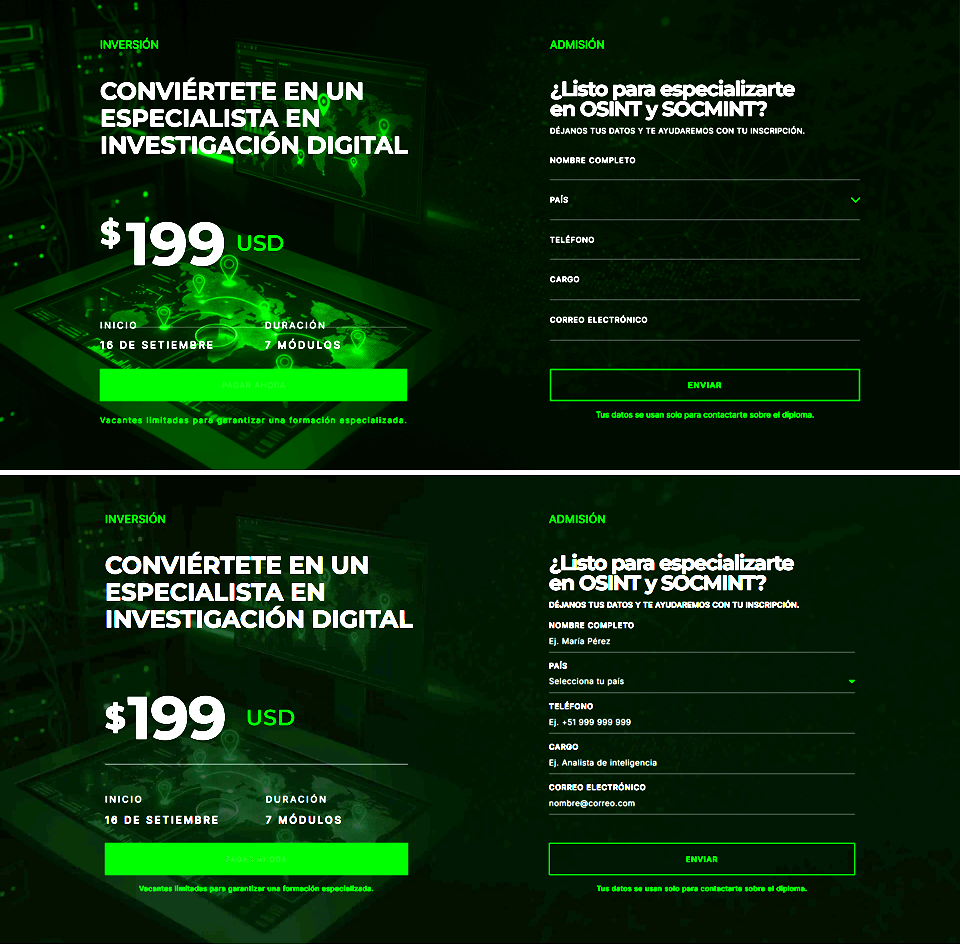 INVERSIÓN
CONVIÉRTETE EN UN
ESPECIALISTA EN
INVESTIGACIÓN DIGITAL
$199 USD
INICIO
DURACIÓN
16 DE SETIEMBRE
7 MÓDULOS
PAGAR AHORA
Vacantes limitadas para garantizar una formación especializada.
ADMISIÓN
¿Listo para especializarte
en OSINT y SOCMINT?
DÉJANOS TUS DATOS Y TE AYUDAREMOS CON TU INSCRIPCIÓN.
NOMBRE COMPLETO
PAÍS
TELÉFONO
CARGO
CORREO ELECTRÓNICO
ENVIAR
Tus datos se usan solo para contactarte sobre el diploma.
INVERSIÓN
CONVIÉRTETE EN UN
ESPECIALISTA EN
INVESTIGACIÓN DIGITAL
$199 USD
INICIO
DURACIÓN
16 DE SETIEMBRE
7 MÓDULOS
Vacantes limitadas para garantizar una formación especializada.
ADMISIÓN
¿Listo para especializarte
en OSINT y SOCMINT?
DÉJANOS TUS DATOS Y TE AYUDAREMOS CON TU INSCRIPCIÓN.
NOMBRE COMPLETO
Ej. María Pérez
PAÍS
Selecciona tu país
TELÉFONO
Ej. +51 999 999 999
CARGO
Ej. Analista de inteligencia
CORREO ELECTRÓNICO
nombre@correo.com
ENVIAR
Tus datos se usan solo para contactarte sobre el diploma.